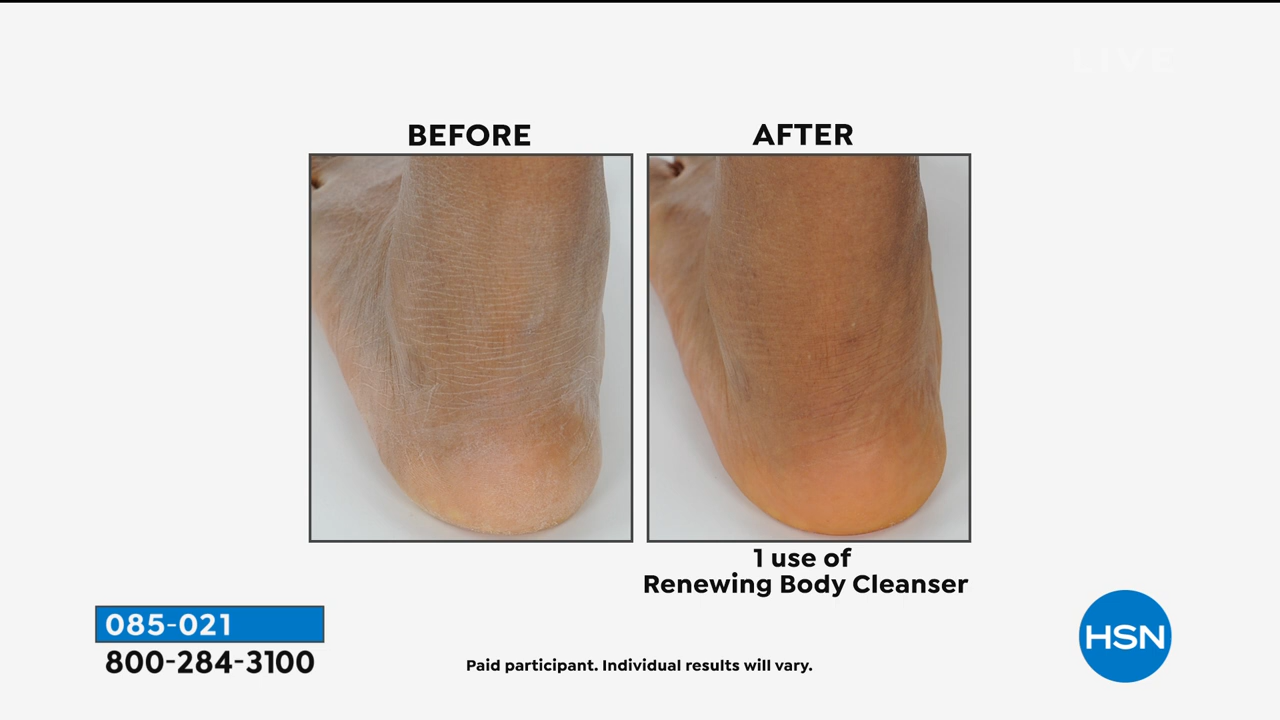 LIVE
BEFORE
AFTER
1 use of
Renewing Body Cleanser
085-021
800-284-3100
Paid participant. Individual results will vary.
HSN